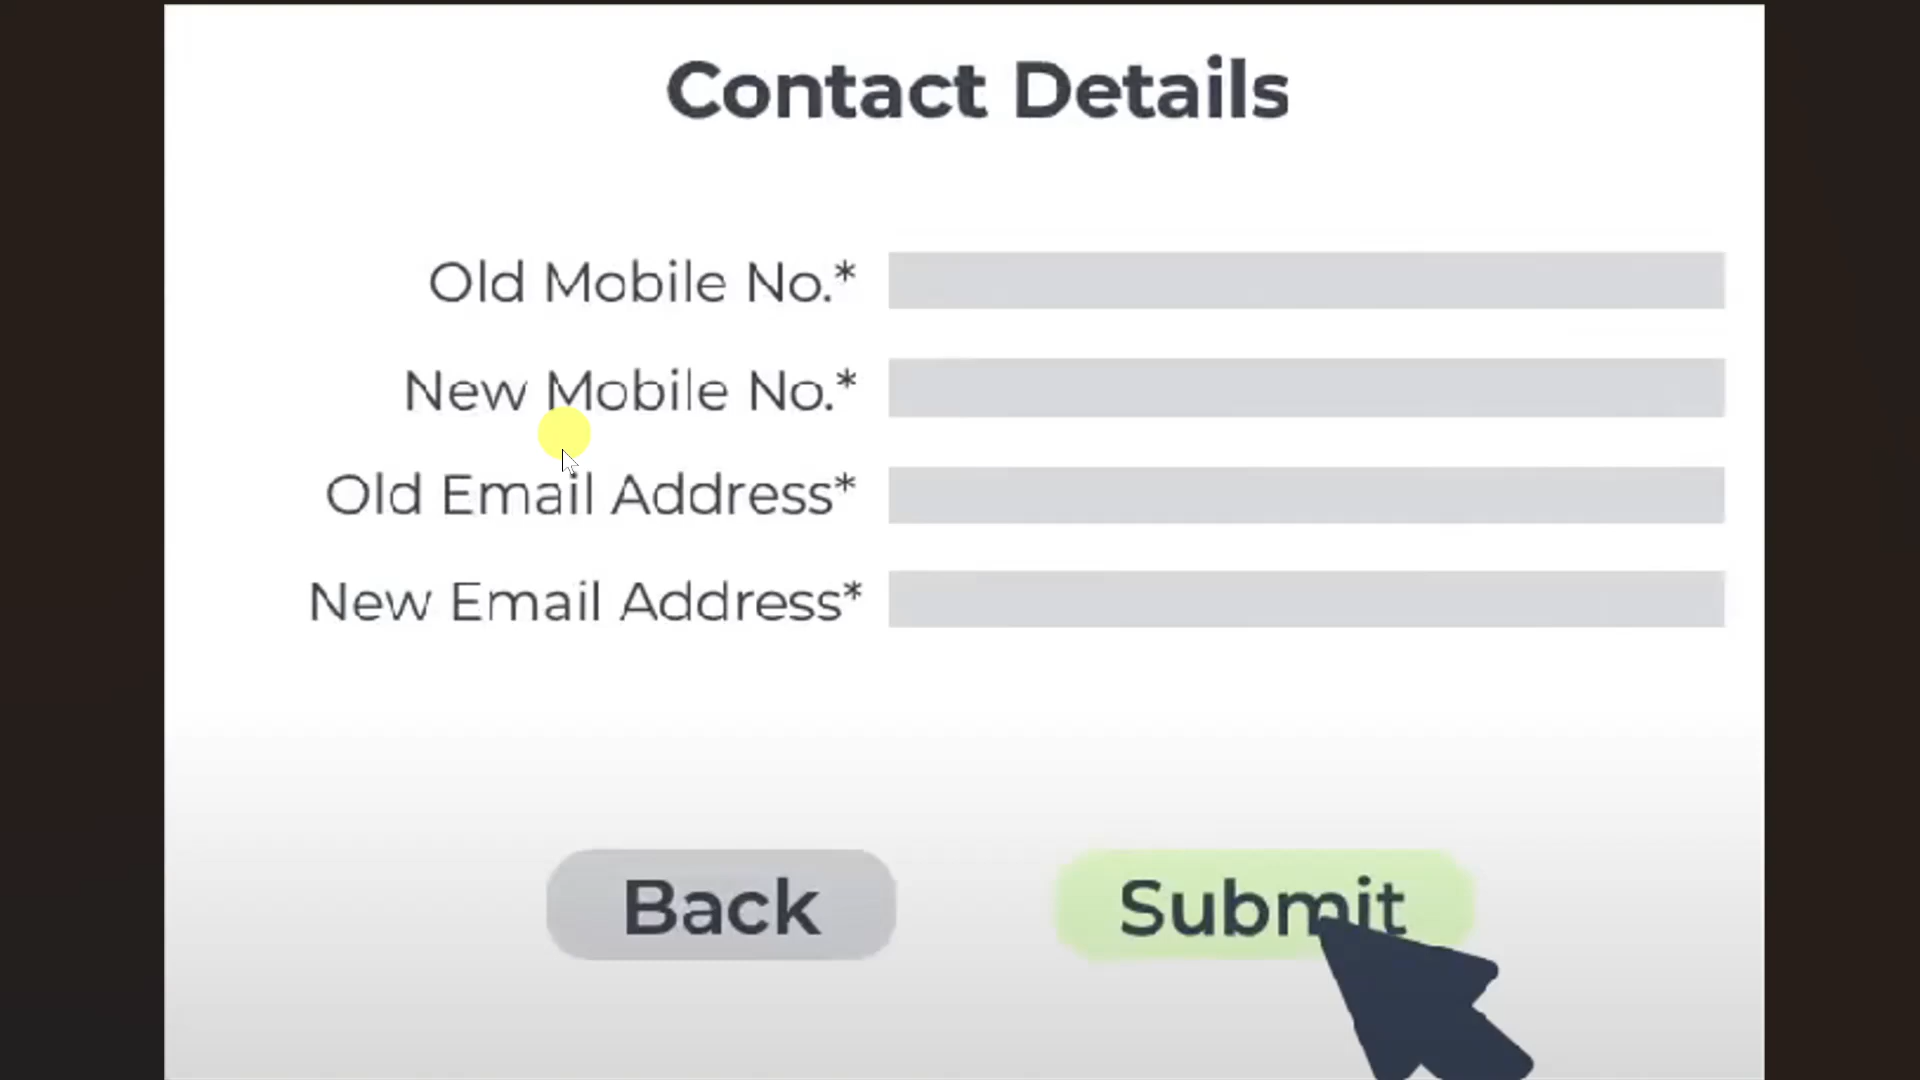 Contact Details
Old Mobile No.*
New Mobile No.*
Old Email Address*
New Email Address*
Back
Submit